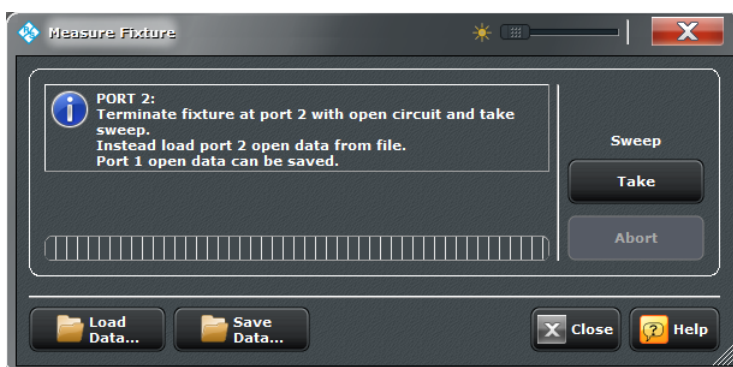 Measure Fixture
PORT 2:
Terminate fixture at port 2 with open circuit and take
sweep.
Instead load port 2 open data from file.
Port 1 open data can be saved.
Sweep
Take
Abort
Load
Data...
Save
Data...
Close
Help